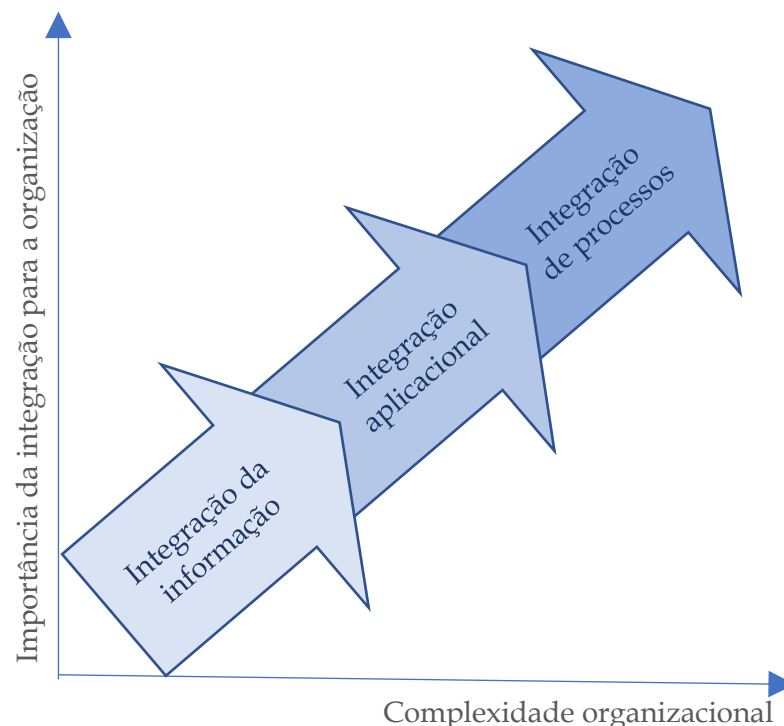 Importância da integração para a organização
Integração
de processos
Integração
aplicacional
Integração da
informação
Complexidade organizacional